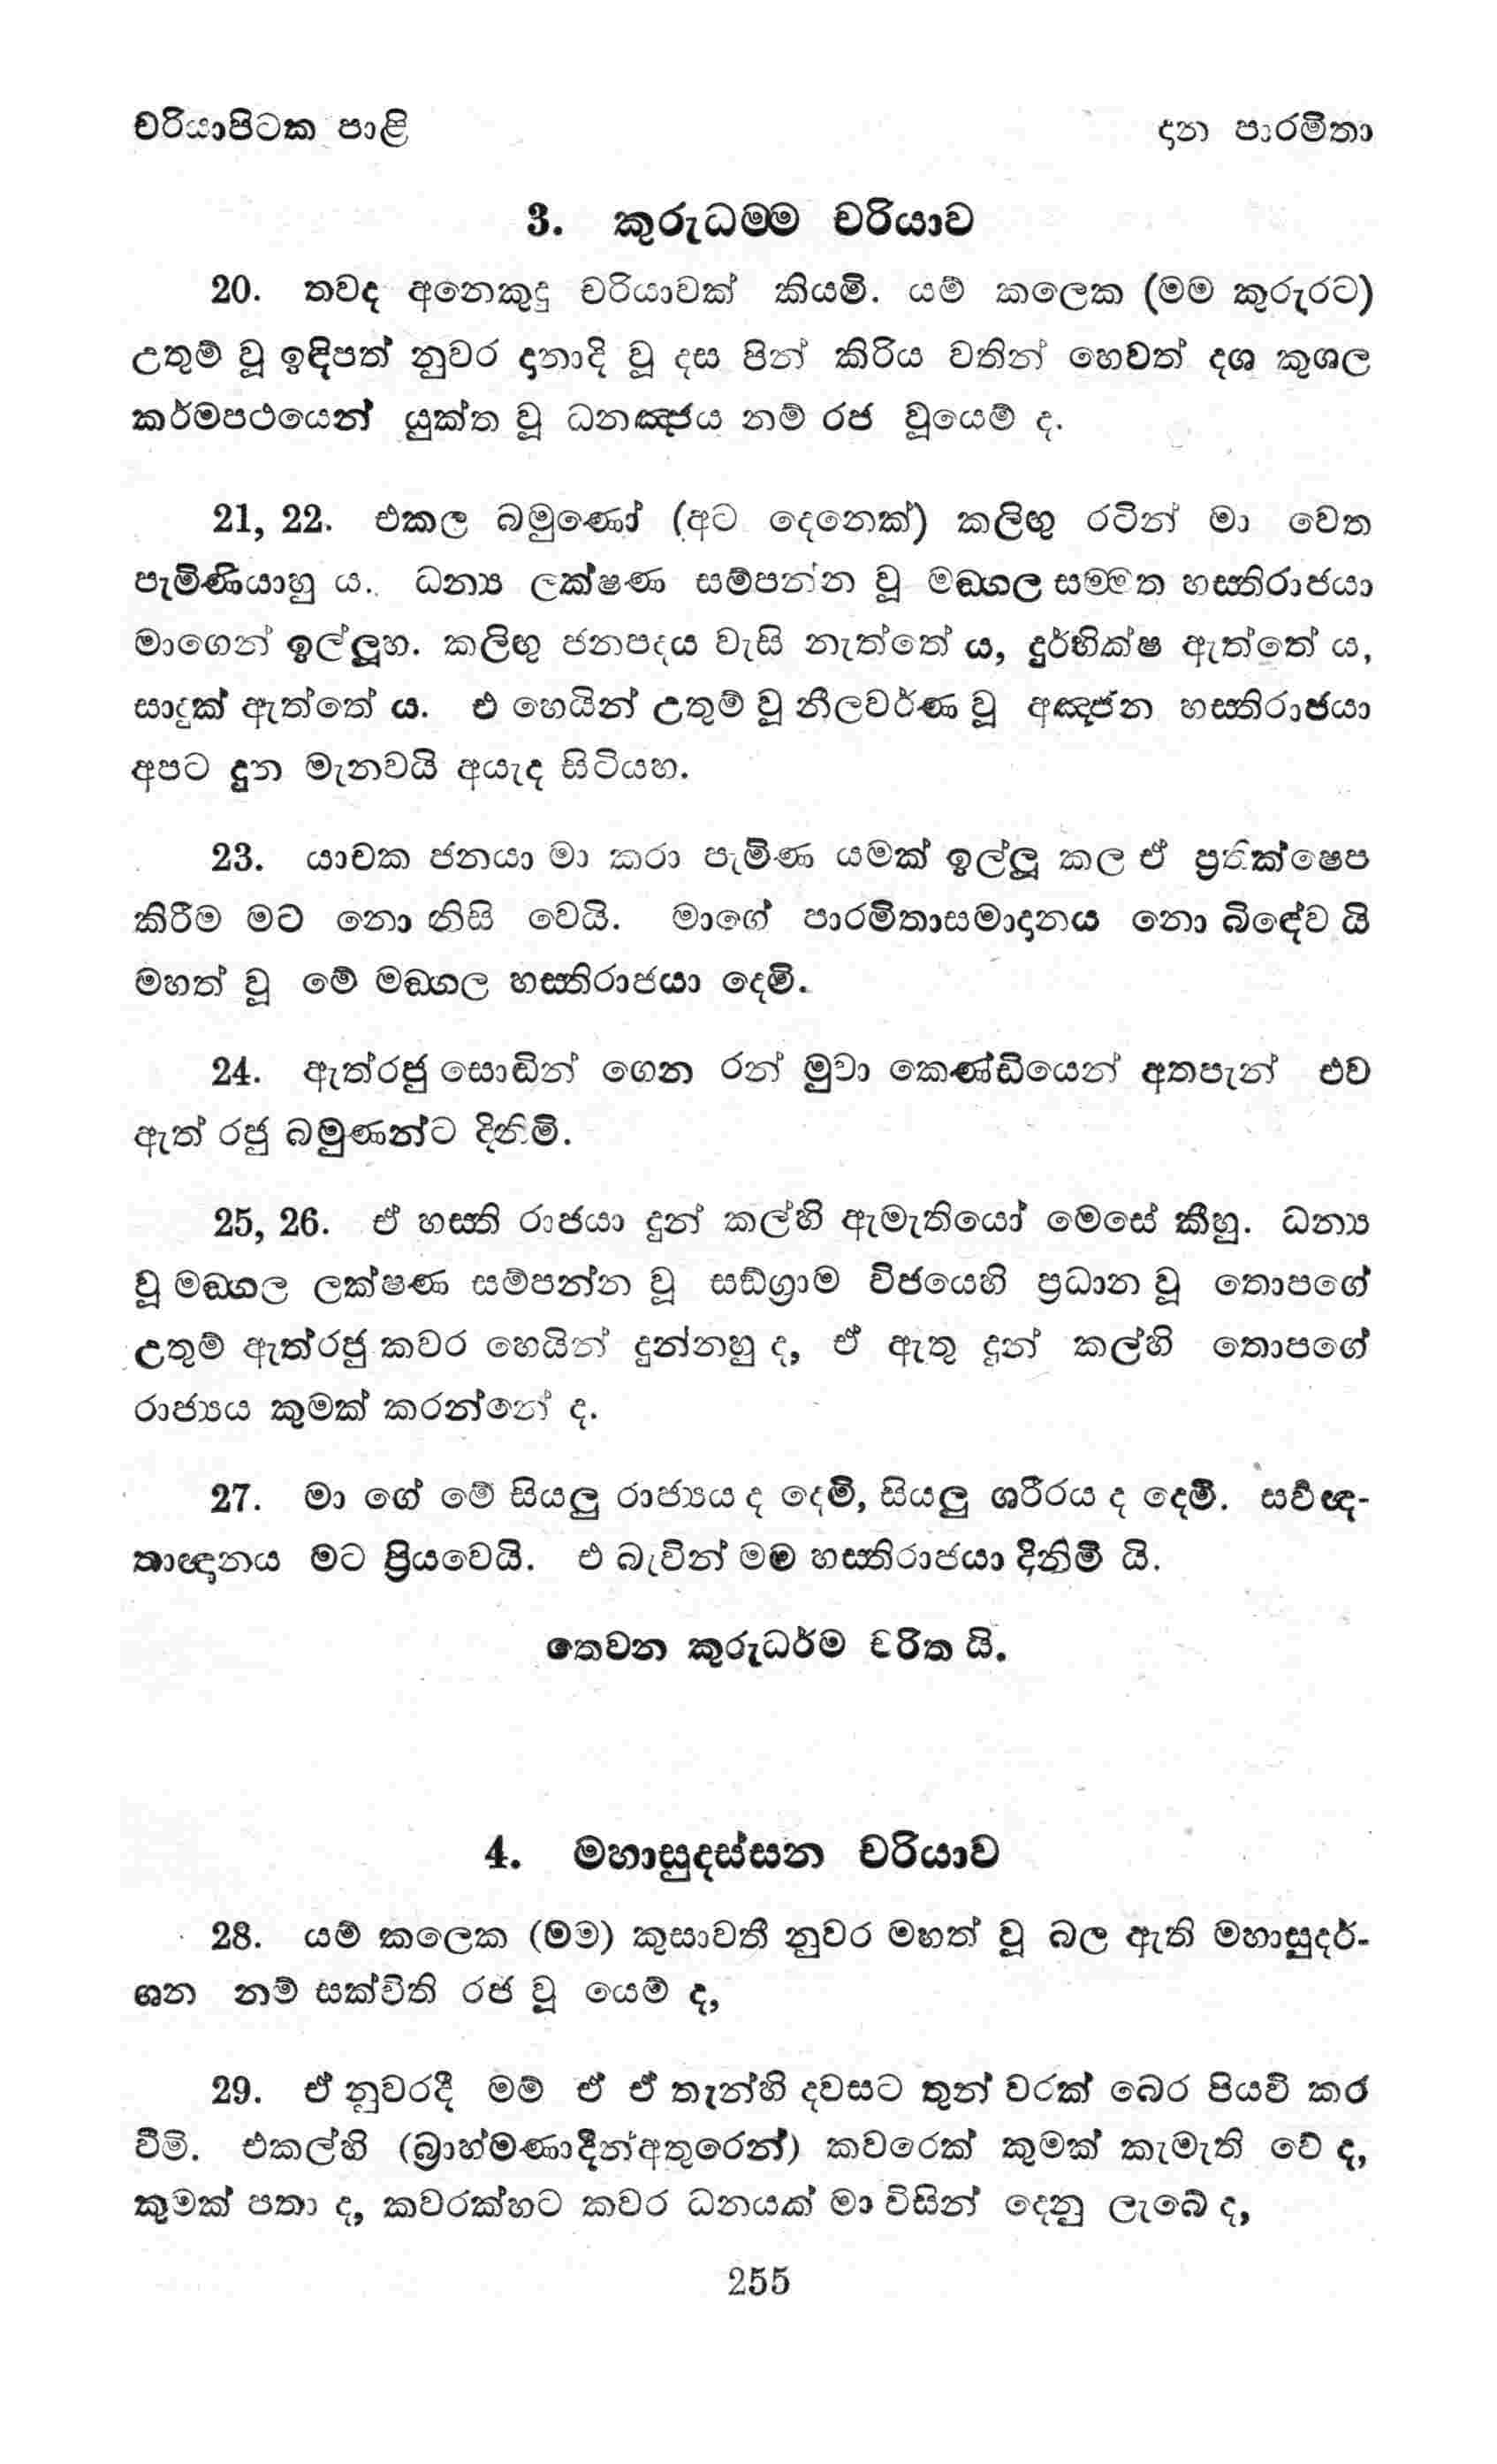 චරියාපිටක පාළි
දාන පාරමිතා
3. කුරුධම්ම චරියාව
20. තවද අනෙකුදු චරියාවක් කියමි. යම් කලෙක (මම කුරුරට)
උතුම් වූ ඉඳිපත් නුවර දානාදි වූ දස පින් කිරිය වතින් හෙවත් දශ කුශල
කර්මපථයෙන් යුක්ත වූ ධනඤ්ජය නම් රජ වූයෙම් ද.
21, 22. එකල බමුණෝ (අට දෙනෙක්) කලිඟු රටින් මා වෙත
පැමිණියාහු ය. ධන්‍ය ලක්ෂණ සම්පන්න වූ මඞ්ගල සම්මත හස්තිරාජයා
මාගෙන් ඉල්ලූහ. කලිඟු ජනපදය වැසි නැත්තේ ය, දුර්භික්ෂ ඇත්තේ ය,
සාදුක් ඇත්තේ ය. එ හෙයින් උතුම් වූ නීලවර්ණ වූ අඤ්ජන හස්තිරාජයා
අපට දුන මැනවයි අයැද සිටියහ.
23. යාචක ජනයා මා කරා පැමිණ යමක් ඉල්ලූ කල ඒ ප්‍රතික්ෂෙප
කිරීම මට නො නිසි වෙයි. මාගේ පාරමිතාසමාදානය නො බිඳේව යි
මහත් වූ මේ මඞ්ගල හස්තිරාජයා දෙමි.
24. ඇත්රජු සොඬින් ගෙන රන් මුවා කෙණ්ඩියෙන් අතපැන් එව
ඇත් රජු බමුණන්ට දිනිමි.
25, 26. ඒ හස්ති රාජයා දුන් කල්හි ඇමැතියෝ මෙසේ කීහු. ධන්‍ය
වූ මඞ්ගල ලක්ෂණ සම්පන්න වූ සඞ්ග්‍රාම විජයෙහි ප්‍රධාන වූ තොපගේ
උතුම් ඇත්රජු කවර හෙයින් දුන්නහු ද, ඒ ඇතු දුන් කල්හි තොපගේ
රාජ්‍යය කුමක් කරන්නේ ද.
27. මා ගේ මේ සියලු රාජ්‍යය ද දෙමි, සියලු ශරීරය ද දෙමි. සර්‍වඥ-
තාඥානය මට ප්‍රියවෙයි. එ බැවින් මම හස්තිරාජයා දිනිමි යි.
තෙවන කුරුධර්ම චරිත යි.
4. මහාසුදස්සන චරියාව
28. යම් කලෙක (මම) කුසාවතී නුවර මහත් වූ බල ඇති මහාසුදර්-
ශන නම් සක්විති රජ වූ යෙම් ද,
29. ඒ නුවරදී මම් ඒ ඒ තැන්හි දවසට තුන් වරක් බෙර පියවි කර
වීමි. එකල්හි (බ්‍රාහ්මණාදීන්අතුරෙන්) කවරෙක් කුමක් කැමැති වේ ද,
කුමක් පතා ද, කවරක්හට කවර ධනයක් මා විසින් දෙනු ලැබේ ද,
255